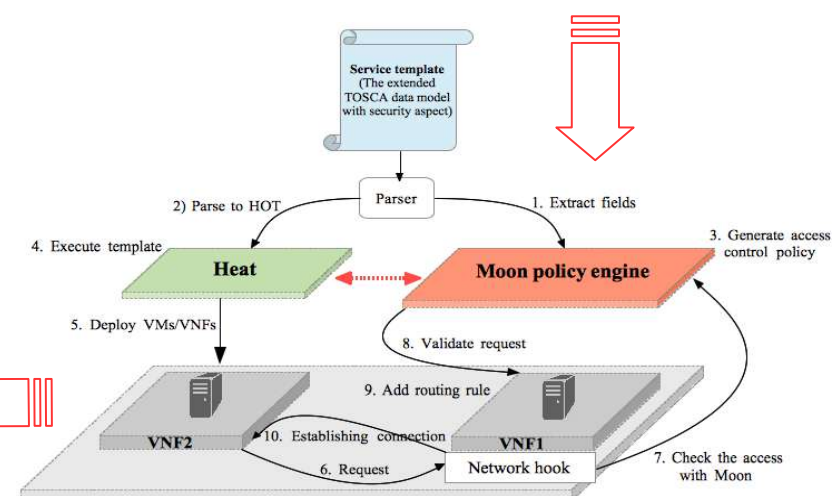 Service template
(The extended
TOSCA data model
with security aspect)
Parser
2) Parse to HOT
1. Extract fields
4. Execute template
3. Generate access
control policy
Heat
Moon policy engine
5. Deploy VMs/VNFs
8. Validate request
9. Add routing rule
VNF2
10. Establishing connection
VNF1
6. Request
Network hook
7. Check the access
with Moon